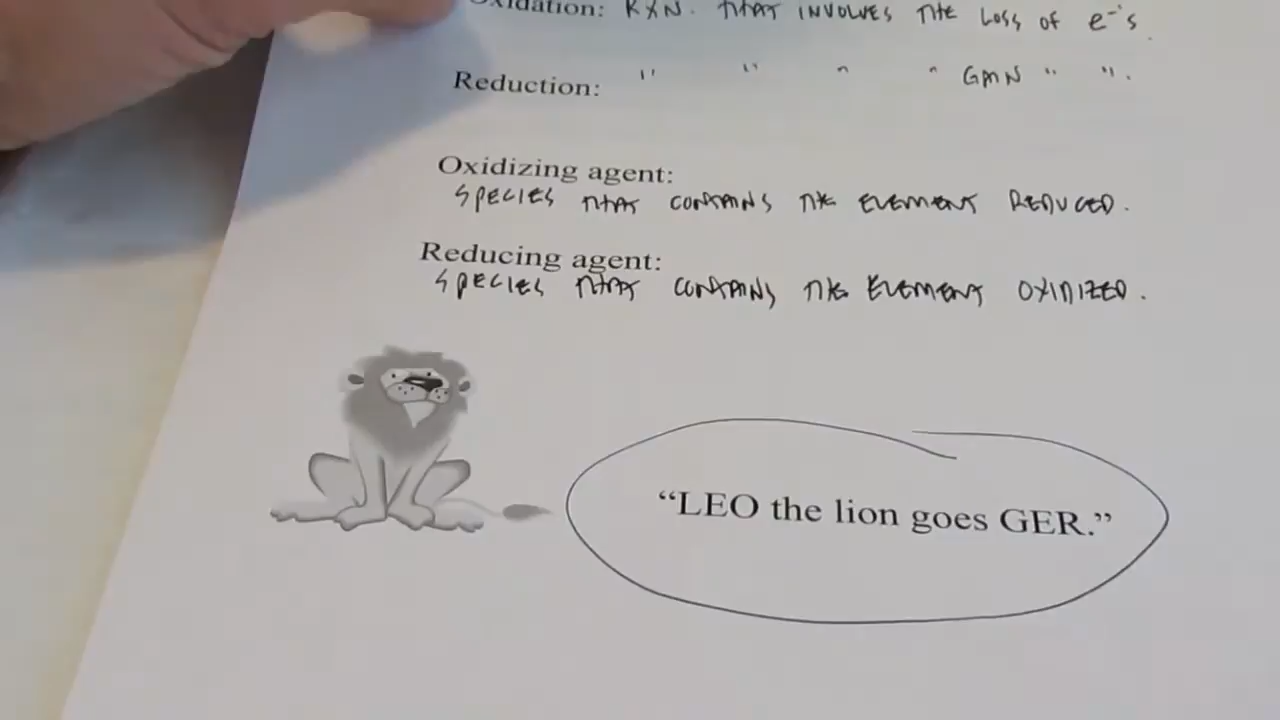 Oxidation: RXN. THAT INVOLVES THE LOSS OF e⁻'s.
Reduction: " " " " GAIN " ".
Oxidizing agent:
SPECIES THAT CONTAINS THE ELEMENT REDUCED.
Reducing agent:
SPECIES THAT CONTAINS THE ELEMENT OXIDIZED.
“LEO the lion goes GER.”